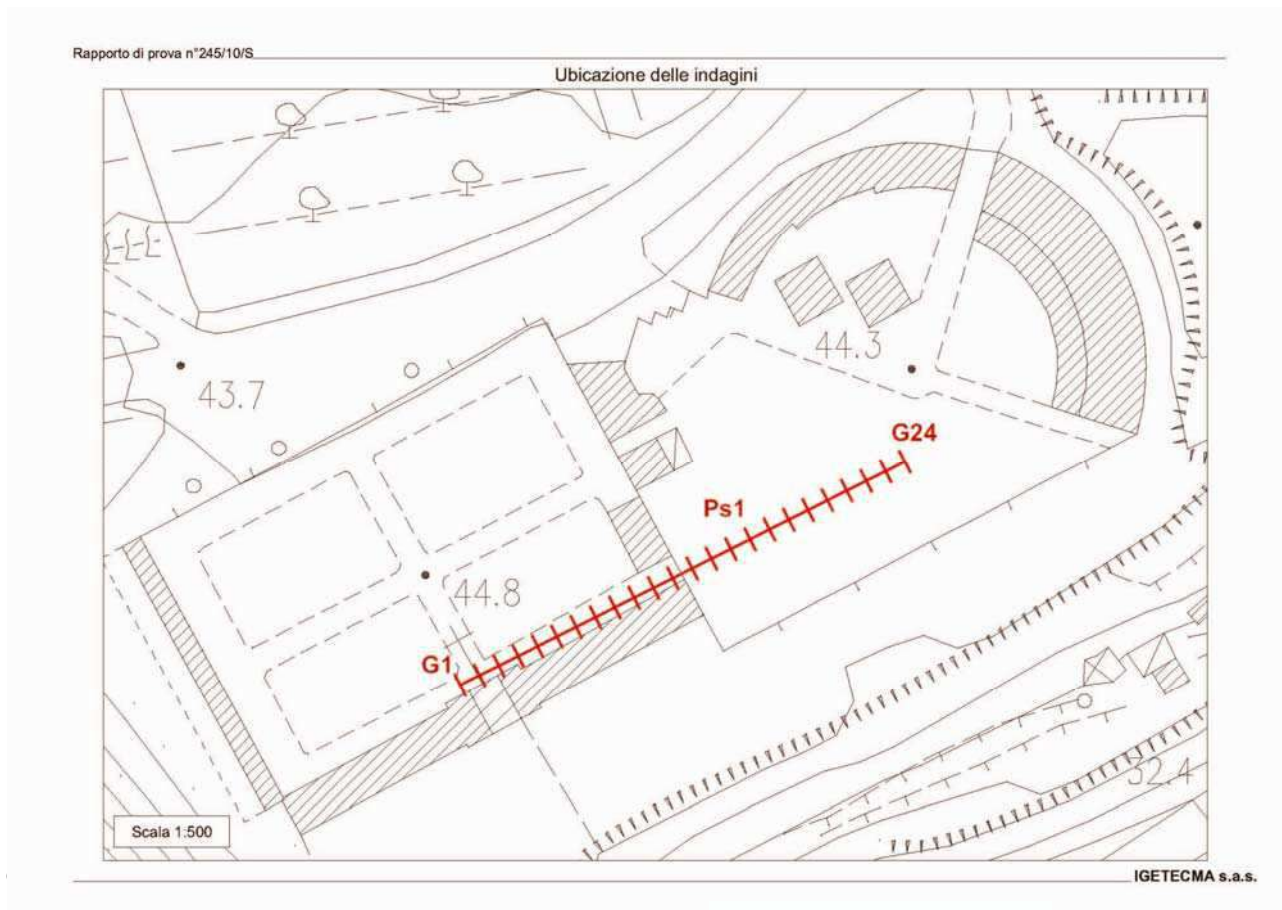 Rapporto di prova n°245/10/S
Ubicazione delle indagini
44.3
43.7
G24
Ps1
44.8
G1
32.4
Scala 1:500
IGETECMA s.a.s.